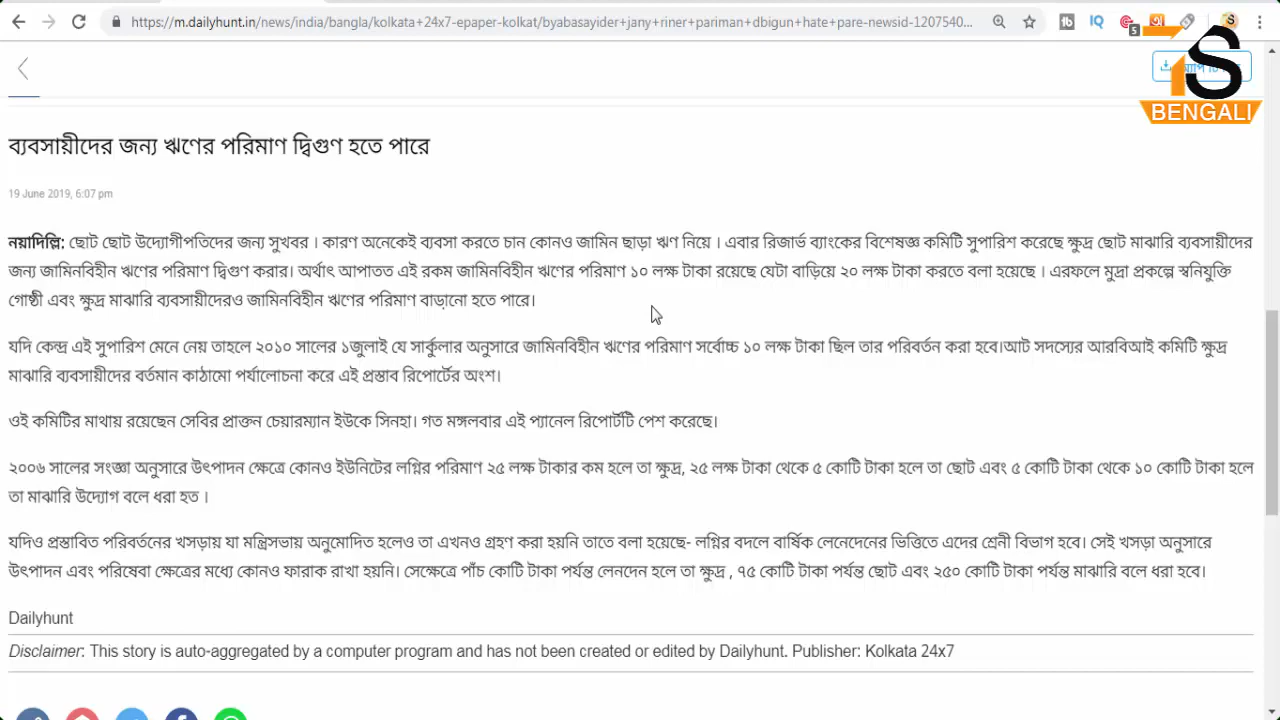 https://m.dailyhunt.in/news/india/bangla/kolkata+24x7-epaper-kolkat/byabasayider+jany+riner+pariman+dbigun+hate+pare-newsid-1207540...
S
BENGALI
ব্যবসায়ীদের জন্য ঋণের পরিমাণ দ্বিগুণ হতে পারে
19 June 2019, 6:07 pm
নয়াদিল্লি: ছোট ছোট উদ্যোগীপতিদের জন্য সুখবর । কারণ অনেকেই ব্যবসা করতে চান কোনও জামিন ছাড়া ঋণ নিয়ে । এবার রিজার্ভ ব্যাংকের বিশেষজ্ঞ কমিটি সুপারিশ করেছে ক্ষুদ্র ছোট মাঝারি ব্যবসায়ীদের
জন্য জামিনবিহীন ঋণের পরিমাণ দ্বিগুণ করার। অর্থাৎ আপাতত এই রকম জামিনবিহীন ঋণের পরিমাণ ১০ লক্ষ টাকা রয়েছে যেটা বাড়িয়ে ২০ লক্ষ টাকা করতে বলা হয়েছে । এরফলে মুদ্রা প্রকল্পে স্বনিযুক্তি
গোষ্ঠী এবং ক্ষুদ্র মাঝারি ব্যবসায়ীদেরও জামিনবিহীন ঋণের পরিমাণ বাড়ানো হতে পারে।
যদি কেন্দ্র এই সুপারিশ মেনে নেয় তাহলে ২০১০ সালের ১জুলাই যে সার্কুলার অনুসারে জামিনবিহীন ঋণের পরিমাণ সর্বোচ্চ ১০ লক্ষ টাকা ছিল তার পরিবর্তন করা হবে।আট সদস্যের আরবিআই কমিটি ক্ষুদ্র
মাঝারি ব্যবসায়ীদের বর্তমান কাঠামো পর্যালোচনা করে এই প্রস্তাব রিপোর্টের অংশ।
ওই কমিটির মাথায় রয়েছেন সেবির প্রাক্তন চেয়ারম্যান ইউকে সিনহা। গত মঙ্গলবার এই প্যানেল রিপোর্টটি পেশ করেছে।
২০০৬ সালের সংজ্ঞা অনুসারে উৎপাদন ক্ষেত্রে কোনও ইউনিটের লগ্নির পরিমাণ ২৫ লক্ষ টাকার কম হলে তা ক্ষুদ্র, ২৫ লক্ষ টাকা থেকে ৫ কোটি টাকা হলে তা ছোট এবং ৫ কোটি টাকা থেকে ১০ কোটি টাকা হলে
তা মাঝারি উদ্যোগ বলে ধরা হত ।
যদিও প্রস্তাবিত পরিবর্তনের খসড়ায় যা মন্ত্রিসভায় অনুমোদিত হলেও তা এখনও গ্রহণ করা হয়নি তাতে বলা হয়েছে- লগ্নির বদলে বার্ষিক লেনদেনের ভিত্তিতে এদের শ্রেনী বিভাগ হবে। সেই খসড়া অনুসারে
উৎপাদন এবং পরিষেবা ক্ষেত্রের মধ্যে কোনও ফারাক রাখা হয়নি। সেক্ষেত্রে পাঁচ কোটি টাকা পর্যন্ত লেনদেন হলে তা ক্ষুদ্র , ৭৫ কোটি টাকা পর্যন্ত ছোট এবং ২৫০ কোটি টাকা পর্যন্ত মাঝারি বলে ধরা হবে।
Dailyhunt
Disclaimer: This story is auto-aggregated by a computer program and has not been created or edited by Dailyhunt. Publisher: Kolkata 24x7